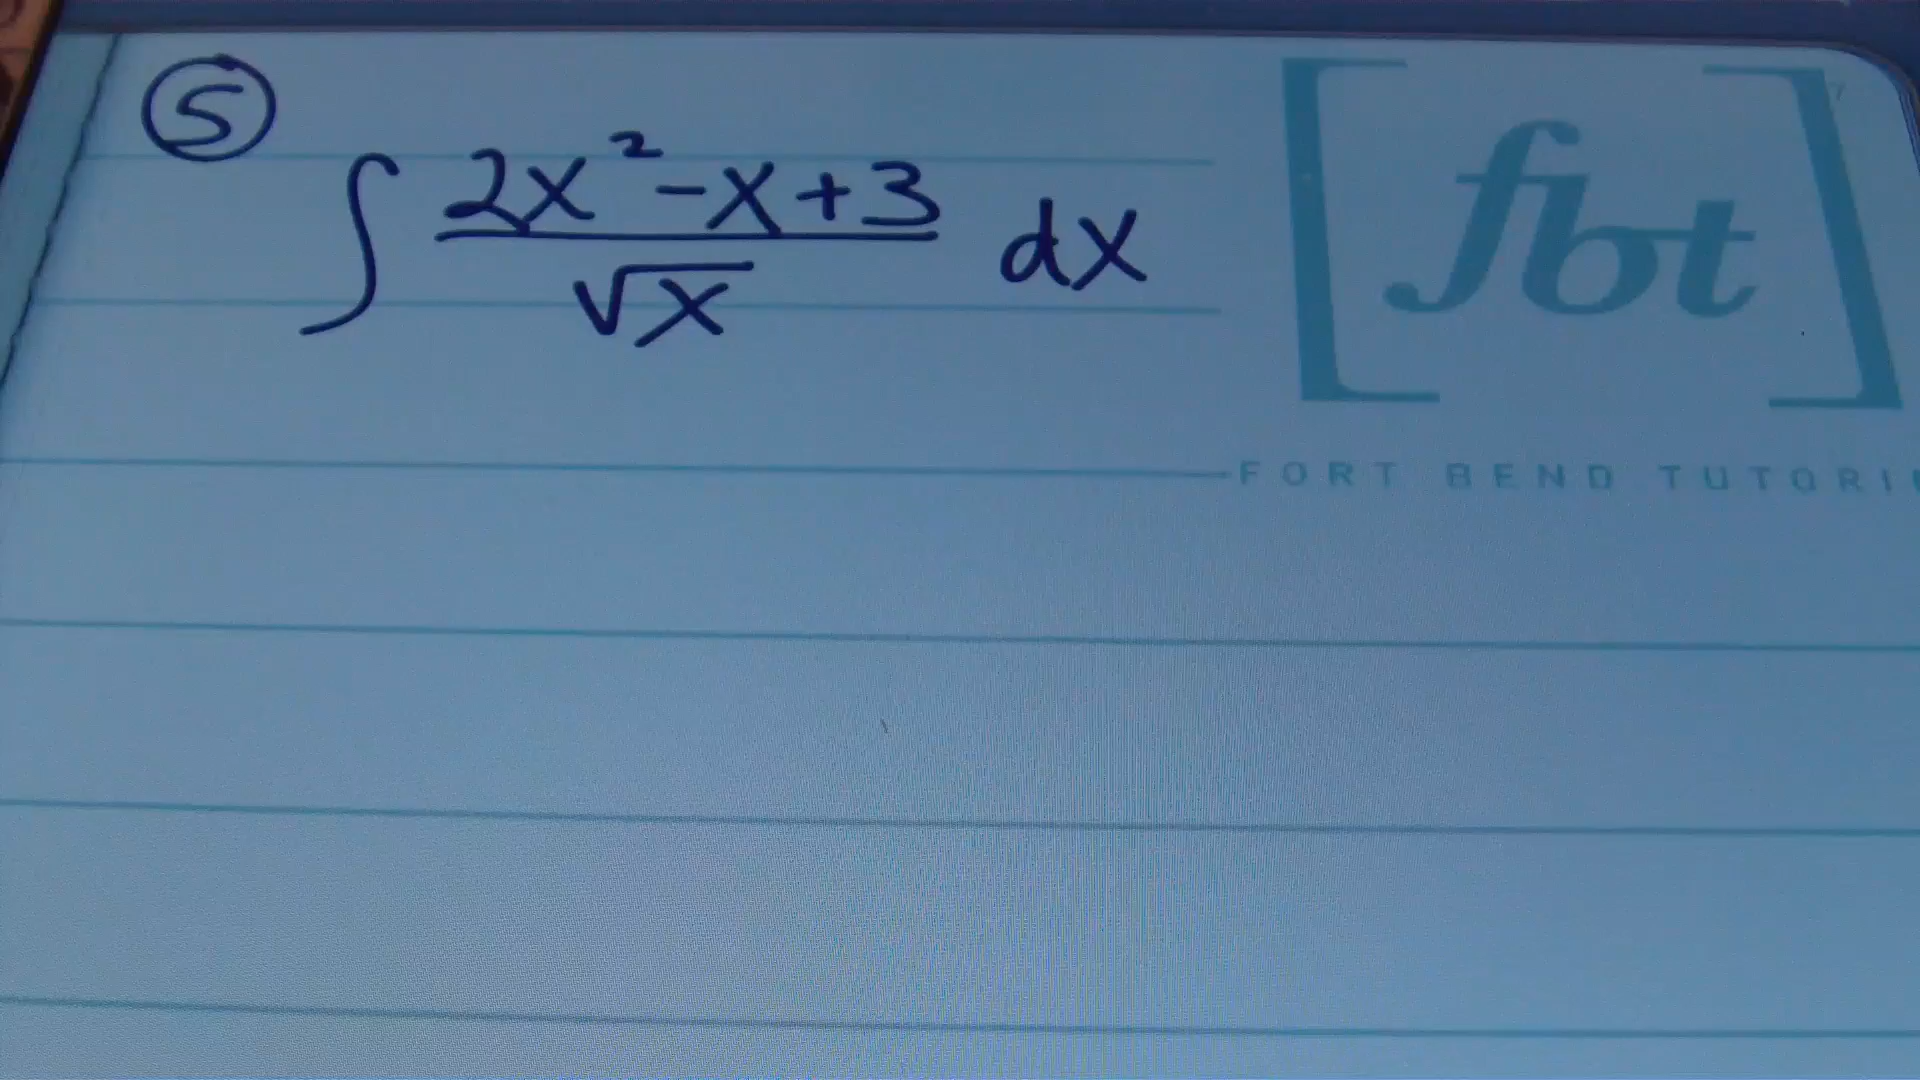 ⑤
∫ (2x² - x + 3)/√x dx
fbt
FORT BEND TUTORI